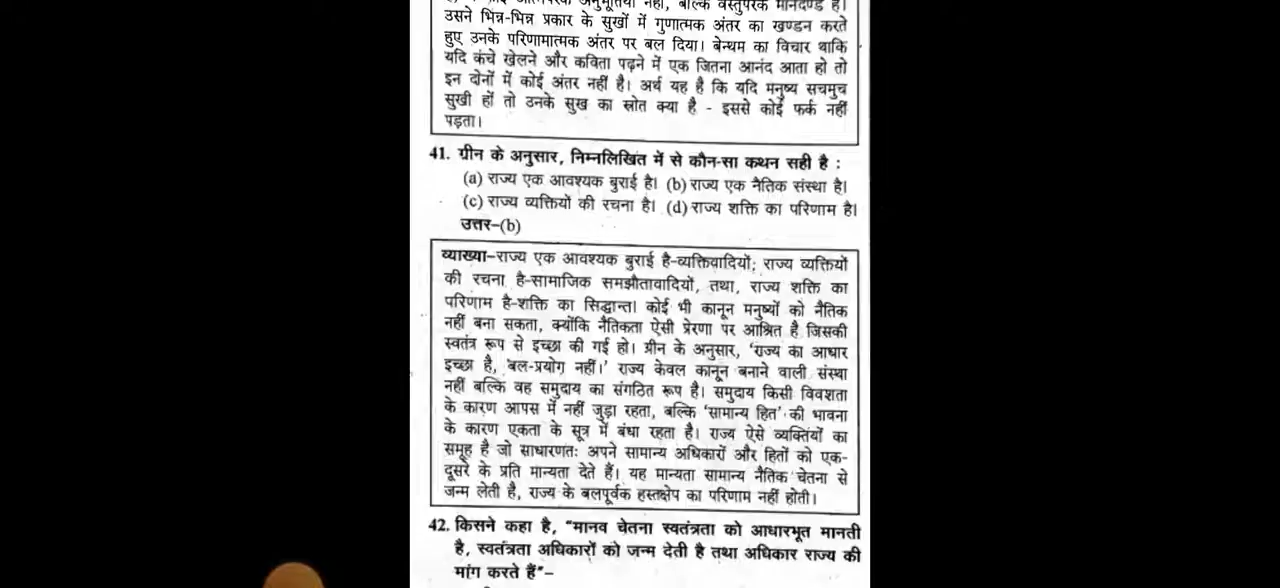 अनुभूतियां नहीं, बल्कि वस्तुपरक मानदण्ड है।
उसने भिन्न-भिन्न प्रकार के सुखों में गुणात्मक अंतर का खण्डन करते
हुए उनके परिणामात्मक अंतर पर बल दिया। बेन्थम का विचार थाकि
यदि कंचे खेलने और कविता पढ़ने में एक जितना आनंद आता हो तो
इन दोनों में कोई अंतर नहीं है। अर्थ यह है कि यदि मनुष्य सचमुच
सुखी हों तो उनके सुख का स्रोत क्या है - इससे कोई फर्क नहीं
पड़ता।
41. ग्रीन के अनुसार, निम्नलिखित में से कौन-सा कथन सही है :
(a) राज्य एक आवश्यक बुराई है। (b) राज्य एक नैतिक संस्था है।
(c) राज्य व्यक्तियों की रचना है। (d) राज्य शक्ति का परिणाम है।
उत्तर-(b)
व्याख्या-राज्य एक आवश्यक बुराई है-व्यक्तिवादियों; राज्य व्यक्तियों
की रचना है-सामाजिक समझौतावादियों, तथा, राज्य शक्ति का
परिणाम है-शक्ति का सिद्धान्त। कोई भी कानून मनुष्यों को नैतिक
नहीं बना सकता, क्योंकि नैतिकता ऐसी प्रेरणा पर आश्रित है जिसकी
स्वतंत्र रूप से इच्छा की गई हो। ग्रीन के अनुसार, 'राज्य का आधार
इच्छा है, बल-प्रयोग नहीं।' राज्य केवल कानून बनाने वाली संस्था
नहीं बल्कि वह समुदाय का संगठित रूप है। समुदाय किसी विवशता
के कारण आपस में नहीं जुड़ा रहता, बल्कि 'सामान्य हित' की भावना
के कारण एकता के सूत्र में बंधा रहता है। राज्य ऐसे व्यक्तियों का
समूह है जो साधारणतः अपने सामान्य अधिकारों और हितों को एक-
दूसरे के प्रति मान्यता देते हैं। यह मान्यता सामान्य नैतिक चेतना से
जन्म लेती है, राज्य के बलपूर्वक हस्तक्षेप का परिणाम नहीं होती।
42. किसने कहा है, "मानव चेतना स्वतंत्रता को आधारभूत मानती
है, स्वतंत्रता अधिकारों को जन्म देती है तथा अधिकार राज्य की
मांग करते हैं"-